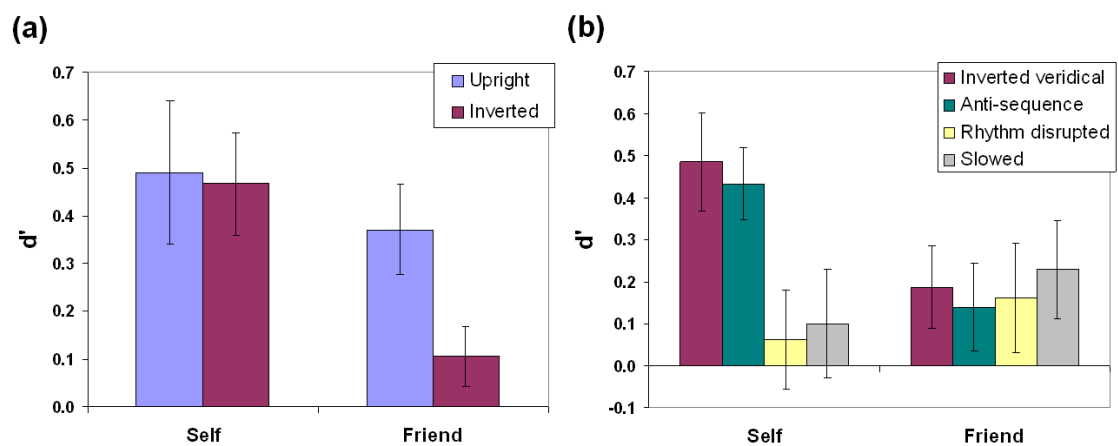 (a)
Upright
Inverted
0.7
0.6
0.5
0.4
0.3
0.2
0.1
0.0
d'
Self
Friend
(b)
Inverted veridical
Anti-sequence
Rhythm disrupted
Slowed
0.7
0.6
0.5
0.4
0.3
0.2
0.1
0.0
-0.1
d'
Self
Friend